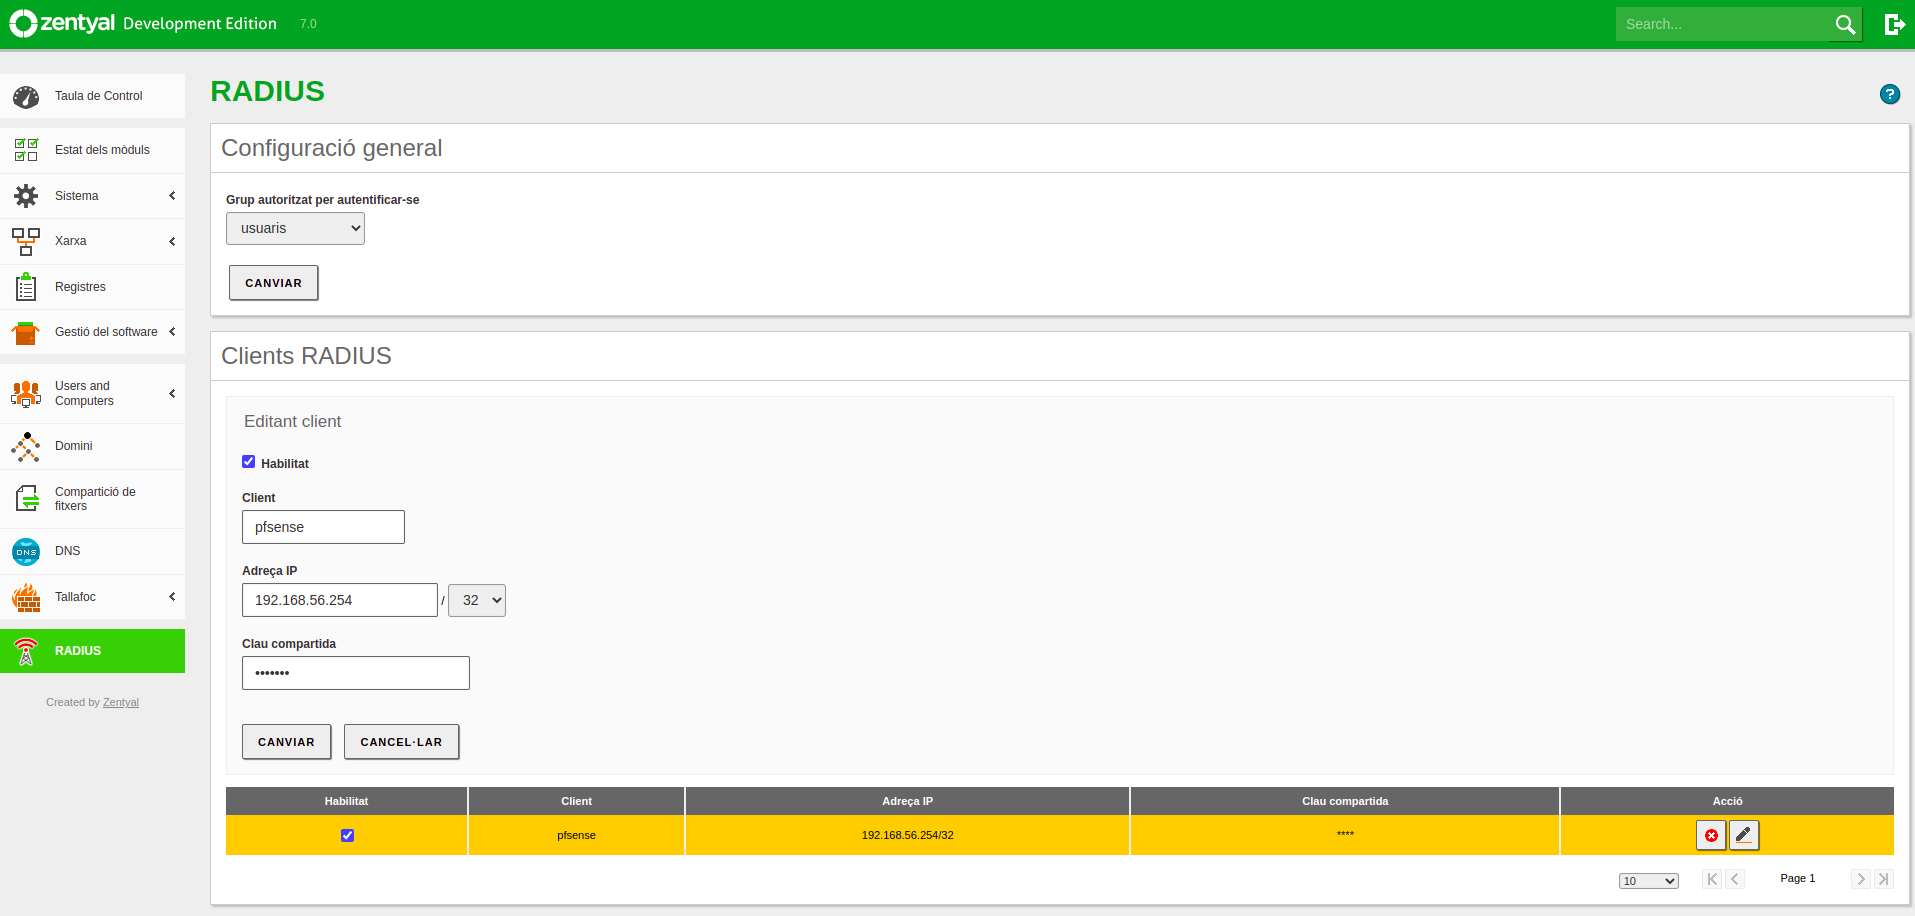 zentyal Development Edition 7.0
Search...
Taula de Control
Estat dels mòduls
Sistema
Xarxa
Registres
Gestió del software
Users and
Computers
Domini
Compartició de
fitxers
DNS
DNS
Tallafoc
RADIUS
Created by Zentyal
RADIUS
?
Configuració general
Grup autoritzat per autentificar-se
usuaris
CANVIAR
Clients RADIUS
Editant client
Habilitat
Client
pfsense
Adreça IP
192.168.56.254 / 32
Clau compartida
•••••••
CANVIAR CANCEL·LAR
Habilitat Client Adreça IP Clau compartida Acció
pfsense 192.168.56.254/32 ****
10 Page 1